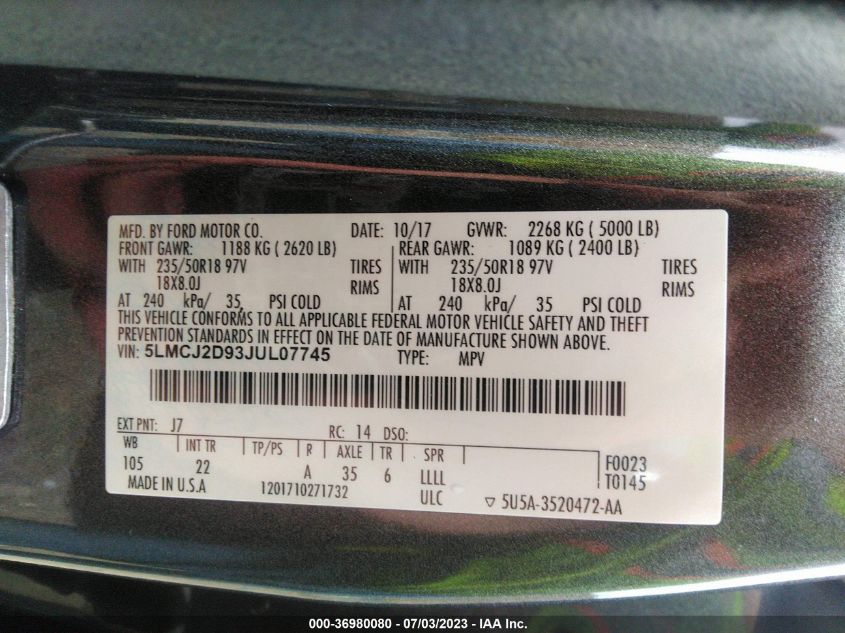 MFD. BY FORD MOTOR CO. DATE: 10/17 GVWR: 2268 KG ( 5000 LB)
FRONT GAWR: 1188 KG ( 2620 LB) REAR GAWR: 1089 KG ( 2400 LB)
WITH 235/50R18 97V TIRES WITH 235/50R18 97V TIRES
18X8.0J RIMS 18X8.0J RIMS
AT 240 kPa/ 35 PSI COLD AT 240 kPa/ 35 PSI COLD
THIS VEHICLE CONFORMS TO ALL APPLICABLE FEDERAL MOTOR VEHICLE SAFETY AND THEFT
PREVENTION STANDARDS IN EFFECT ON THE DATE OF MANUFACTURE SHOWN ABOVE.
VIN: 5LMCJ2D93JUL07745 TYPE: MPV
EXT PNT: J7 RC: 14 DSO:
WB INT TR TP/PS R AXLE TR SPR F0023
105 22 A 35 6 LLLL T0145
MADE IN U.S.A 1201710271732 ULC ▽ 5U5A-3520472-AA
000-36980080 - 07/03/2023 - IAA Inc.